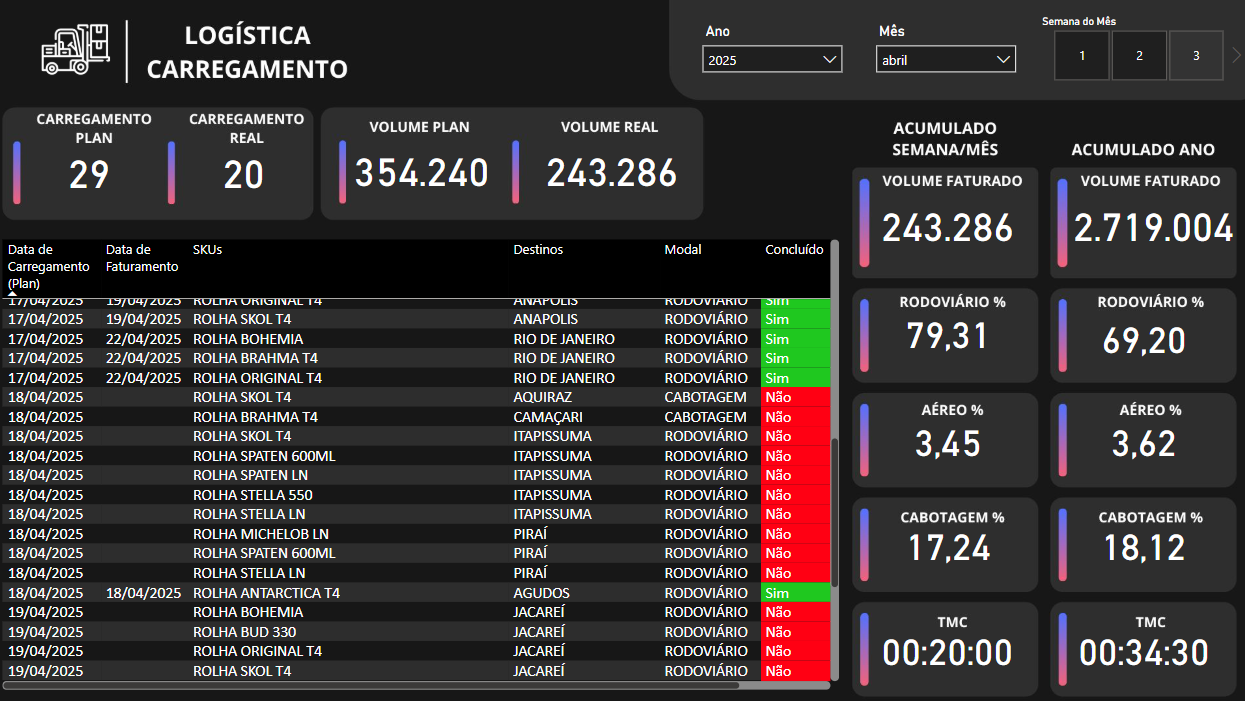 LOGÍSTICA
CARREGAMENTO
Ano
2025
Mês
abril
Semana do Mês
1
2
3
CARREGAMENTO
PLAN
29
CARREGAMENTO
REAL
20
VOLUME PLAN
354.240
VOLUME REAL
243.286
ACUMULADO
SEMANA/MÊS
ACUMULADO ANO
VOLUME FATURADO
243.286
VOLUME FATURADO
2.719.004
RODOVIÁRIO %
79,31
RODOVIÁRIO %
69,20
AÉREO %
3,45
AÉREO %
3,62
CABOTAGEM %
17,24
CABOTAGEM %
18,12
TMC
00:20:00
TMC
00:34:30
Data de Carregamento (Plan) Data de Faturamento SKUs Destinos Modal Concluído
17/04/2025 19/04/2025 ROLHA ORIGINAL T4 ANAPOLIS RODOVIÁRIO Sim
17/04/2025 19/04/2025 ROLHA SKOL T4 ANAPOLIS RODOVIÁRIO Sim
17/04/2025 22/04/2025 ROLHA BOHEMIA RIO DE JANEIRO RODOVIÁRIO Sim
17/04/2025 22/04/2025 ROLHA BRAHMA T4 RIO DE JANEIRO RODOVIÁRIO Sim
17/04/2025 22/04/2025 ROLHA ORIGINAL T4 RIO DE JANEIRO RODOVIÁRIO Sim
18/04/2025 ROLHA SKOL T4 AQUIRAZ CABOTAGEM Não
18/04/2025 ROLHA BRAHMA T4 CAMAÇARI CABOTAGEM Não
18/04/2025 ROLHA SKOL T4 ITAPISSUMA RODOVIÁRIO Não
18/04/2025 ROLHA SPATEN 600ML ITAPISSUMA RODOVIÁRIO Não
18/04/2025 ROLHA SPATEN LN ITAPISSUMA RODOVIÁRIO Não
18/04/2025 ROLHA STELLA 550 ITAPISSUMA RODOVIÁRIO Não
18/04/2025 ROLHA STELLA LN ITAPISSUMA RODOVIÁRIO Não
18/04/2025 ROLHA MICHELOB LN PIRAÍ RODOVIÁRIO Não
18/04/2025 ROLHA SPATEN 600ML PIRAÍ RODOVIÁRIO Não
18/04/2025 ROLHA STELLA LN PIRAÍ RODOVIÁRIO Não
18/04/2025 18/04/2025 ROLHA ANTARCTICA T4 AGUDOS RODOVIÁRIO Sim
19/04/2025 ROLHA BOHEMIA JACAREÍ RODOVIÁRIO Não
19/04/2025 ROLHA BUD 330 JACAREÍ RODOVIÁRIO Não
19/04/2025 ROLHA ORIGINAL T4 JACAREÍ RODOVIÁRIO Não
19/04/2025 ROLHA SKOL T4 JACAREÍ RODOVIÁRIO Não